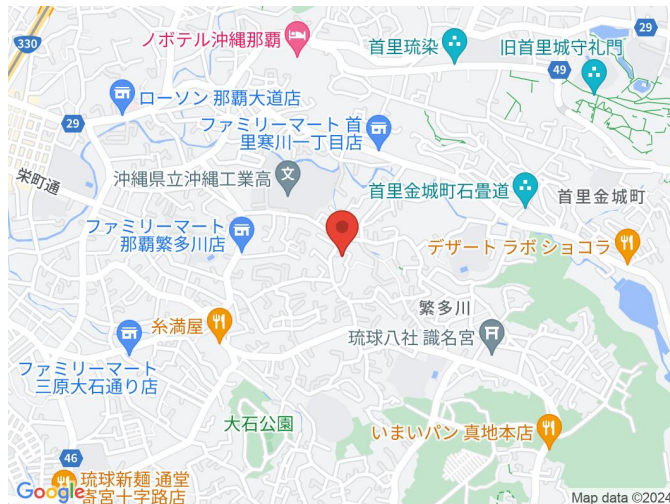 330
ノボテル沖縄那覇
首里琉染
旧首里城守礼門
49
ローソン 那覇大道店
29
29
ファミリーマート 首
里寒川一丁目店
栄町通
沖縄県立沖縄工業高
首里金城町石畳道
首里金城町
ファミリーマート
那覇繁多川店
デザート ラボ ショコラ
繁多川
糸満屋
琉球八社 識名宮
ファミリーマート
三原大石通り店
大石公園
いまいパン 真地本店
46
琉球新麺 通堂
寄宮十字路店
Google
Map data ©2024